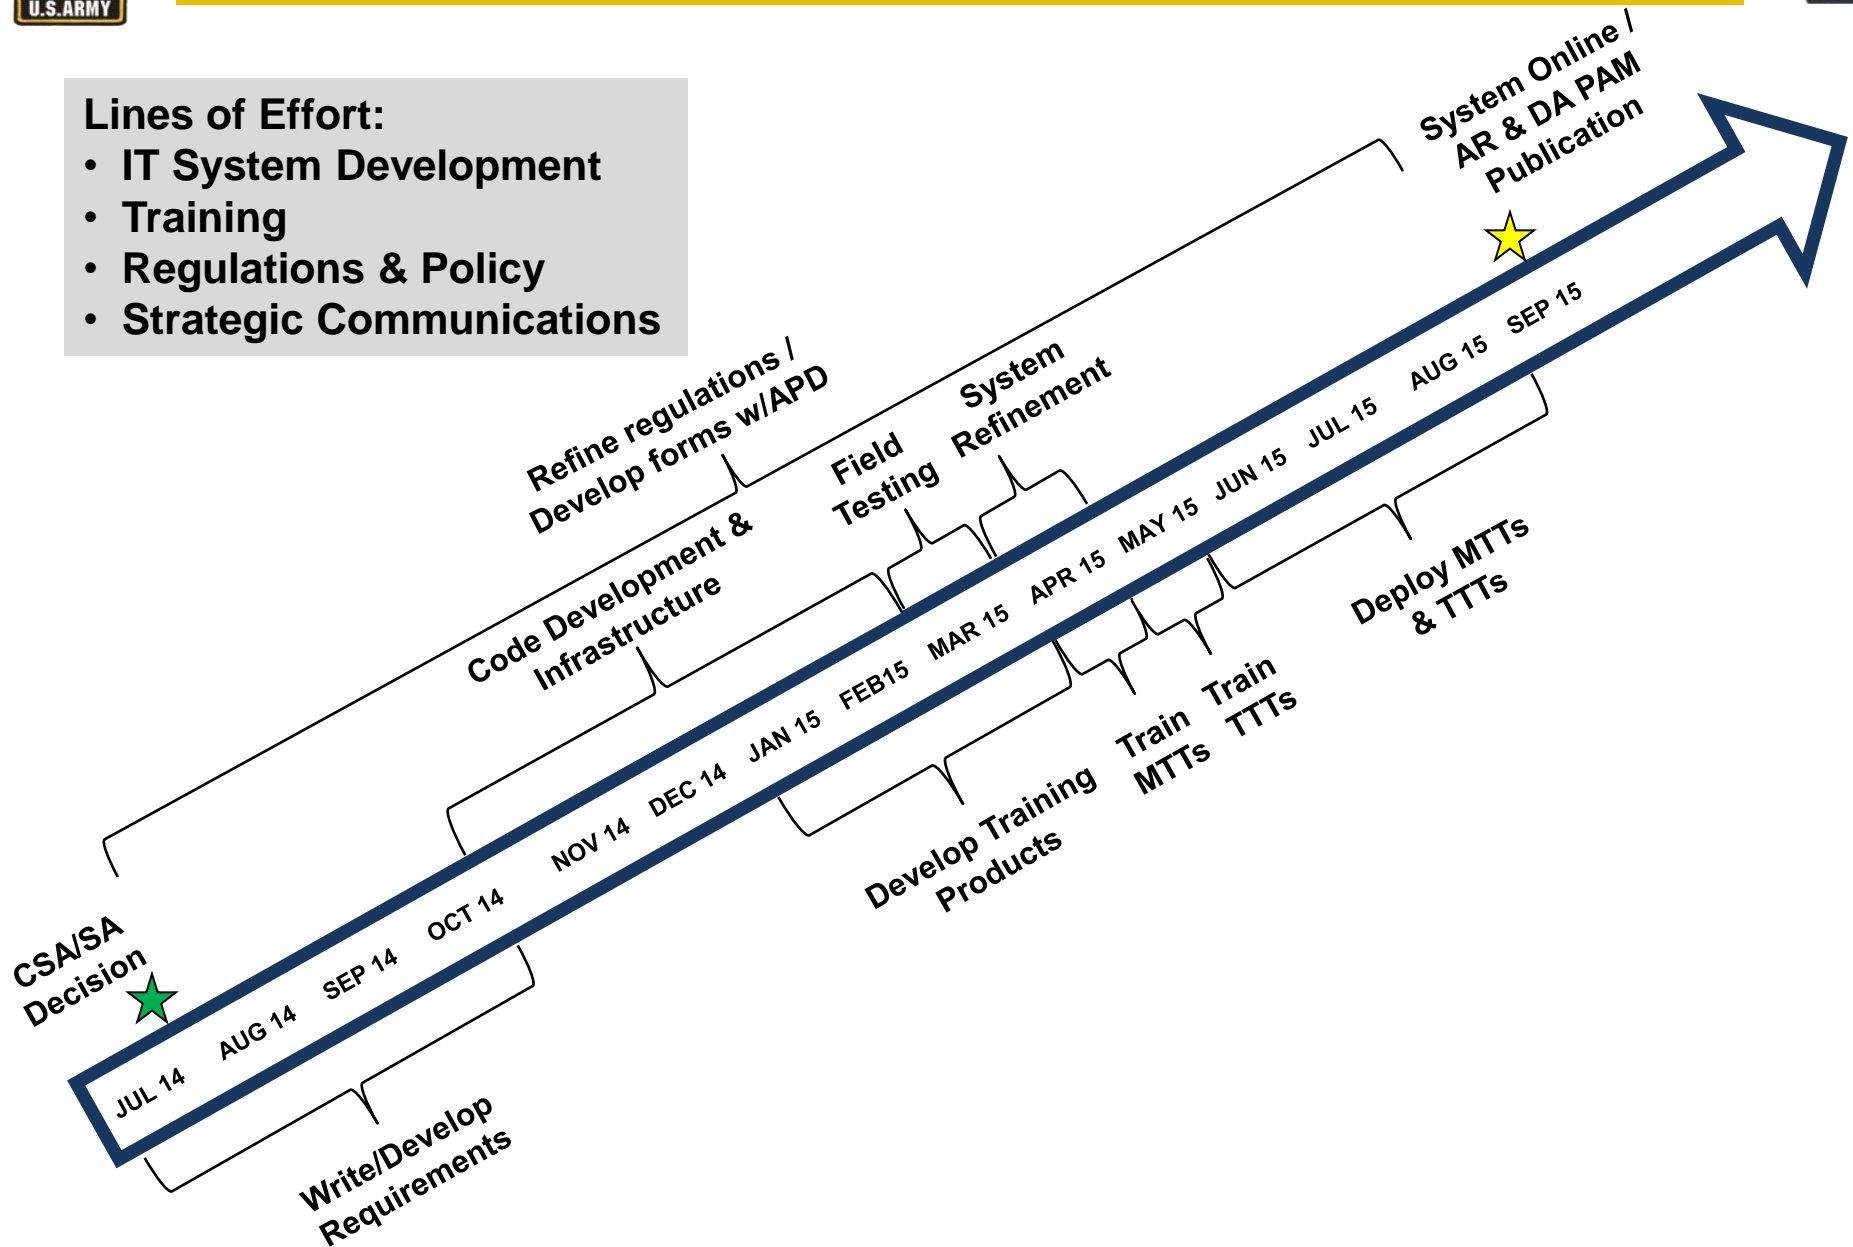 U.S.ARMY
Lines of Effort:
• IT System Development
• Training
• Regulations & Policy
• Strategic Communications
System Online /
AR & DA PAM
Publication
Refine regulations /
Develop forms w/APD
System
Refinement
Field
Testing
Code Development &
Infrastructure
CSA/SA
Decision
JUL 14
AUG 14
SEP 14
OCT 14
NOV 14
DEC 14
JAN 15
FEB15
MAR 15
APR 15
MAY 15
JUN 15
JUL 15
AUG 15
SEP 15
Write/Develop
Requirements
Develop Training
Products
Train
MTTs
Train
TTTs
Deploy MTTs
& TTTs